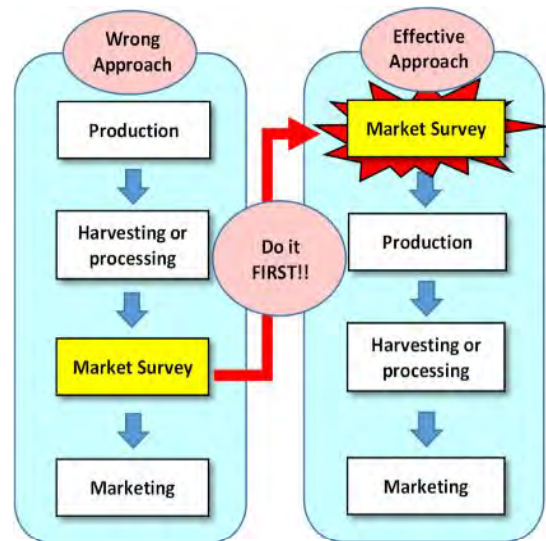 Wrong
Approach
Production
Harvesting or
processing
Market Survey
Marketing
Do it
FIRST!!
Effective
Approach
Market Survey
Production
Harvesting or
processing
Marketing